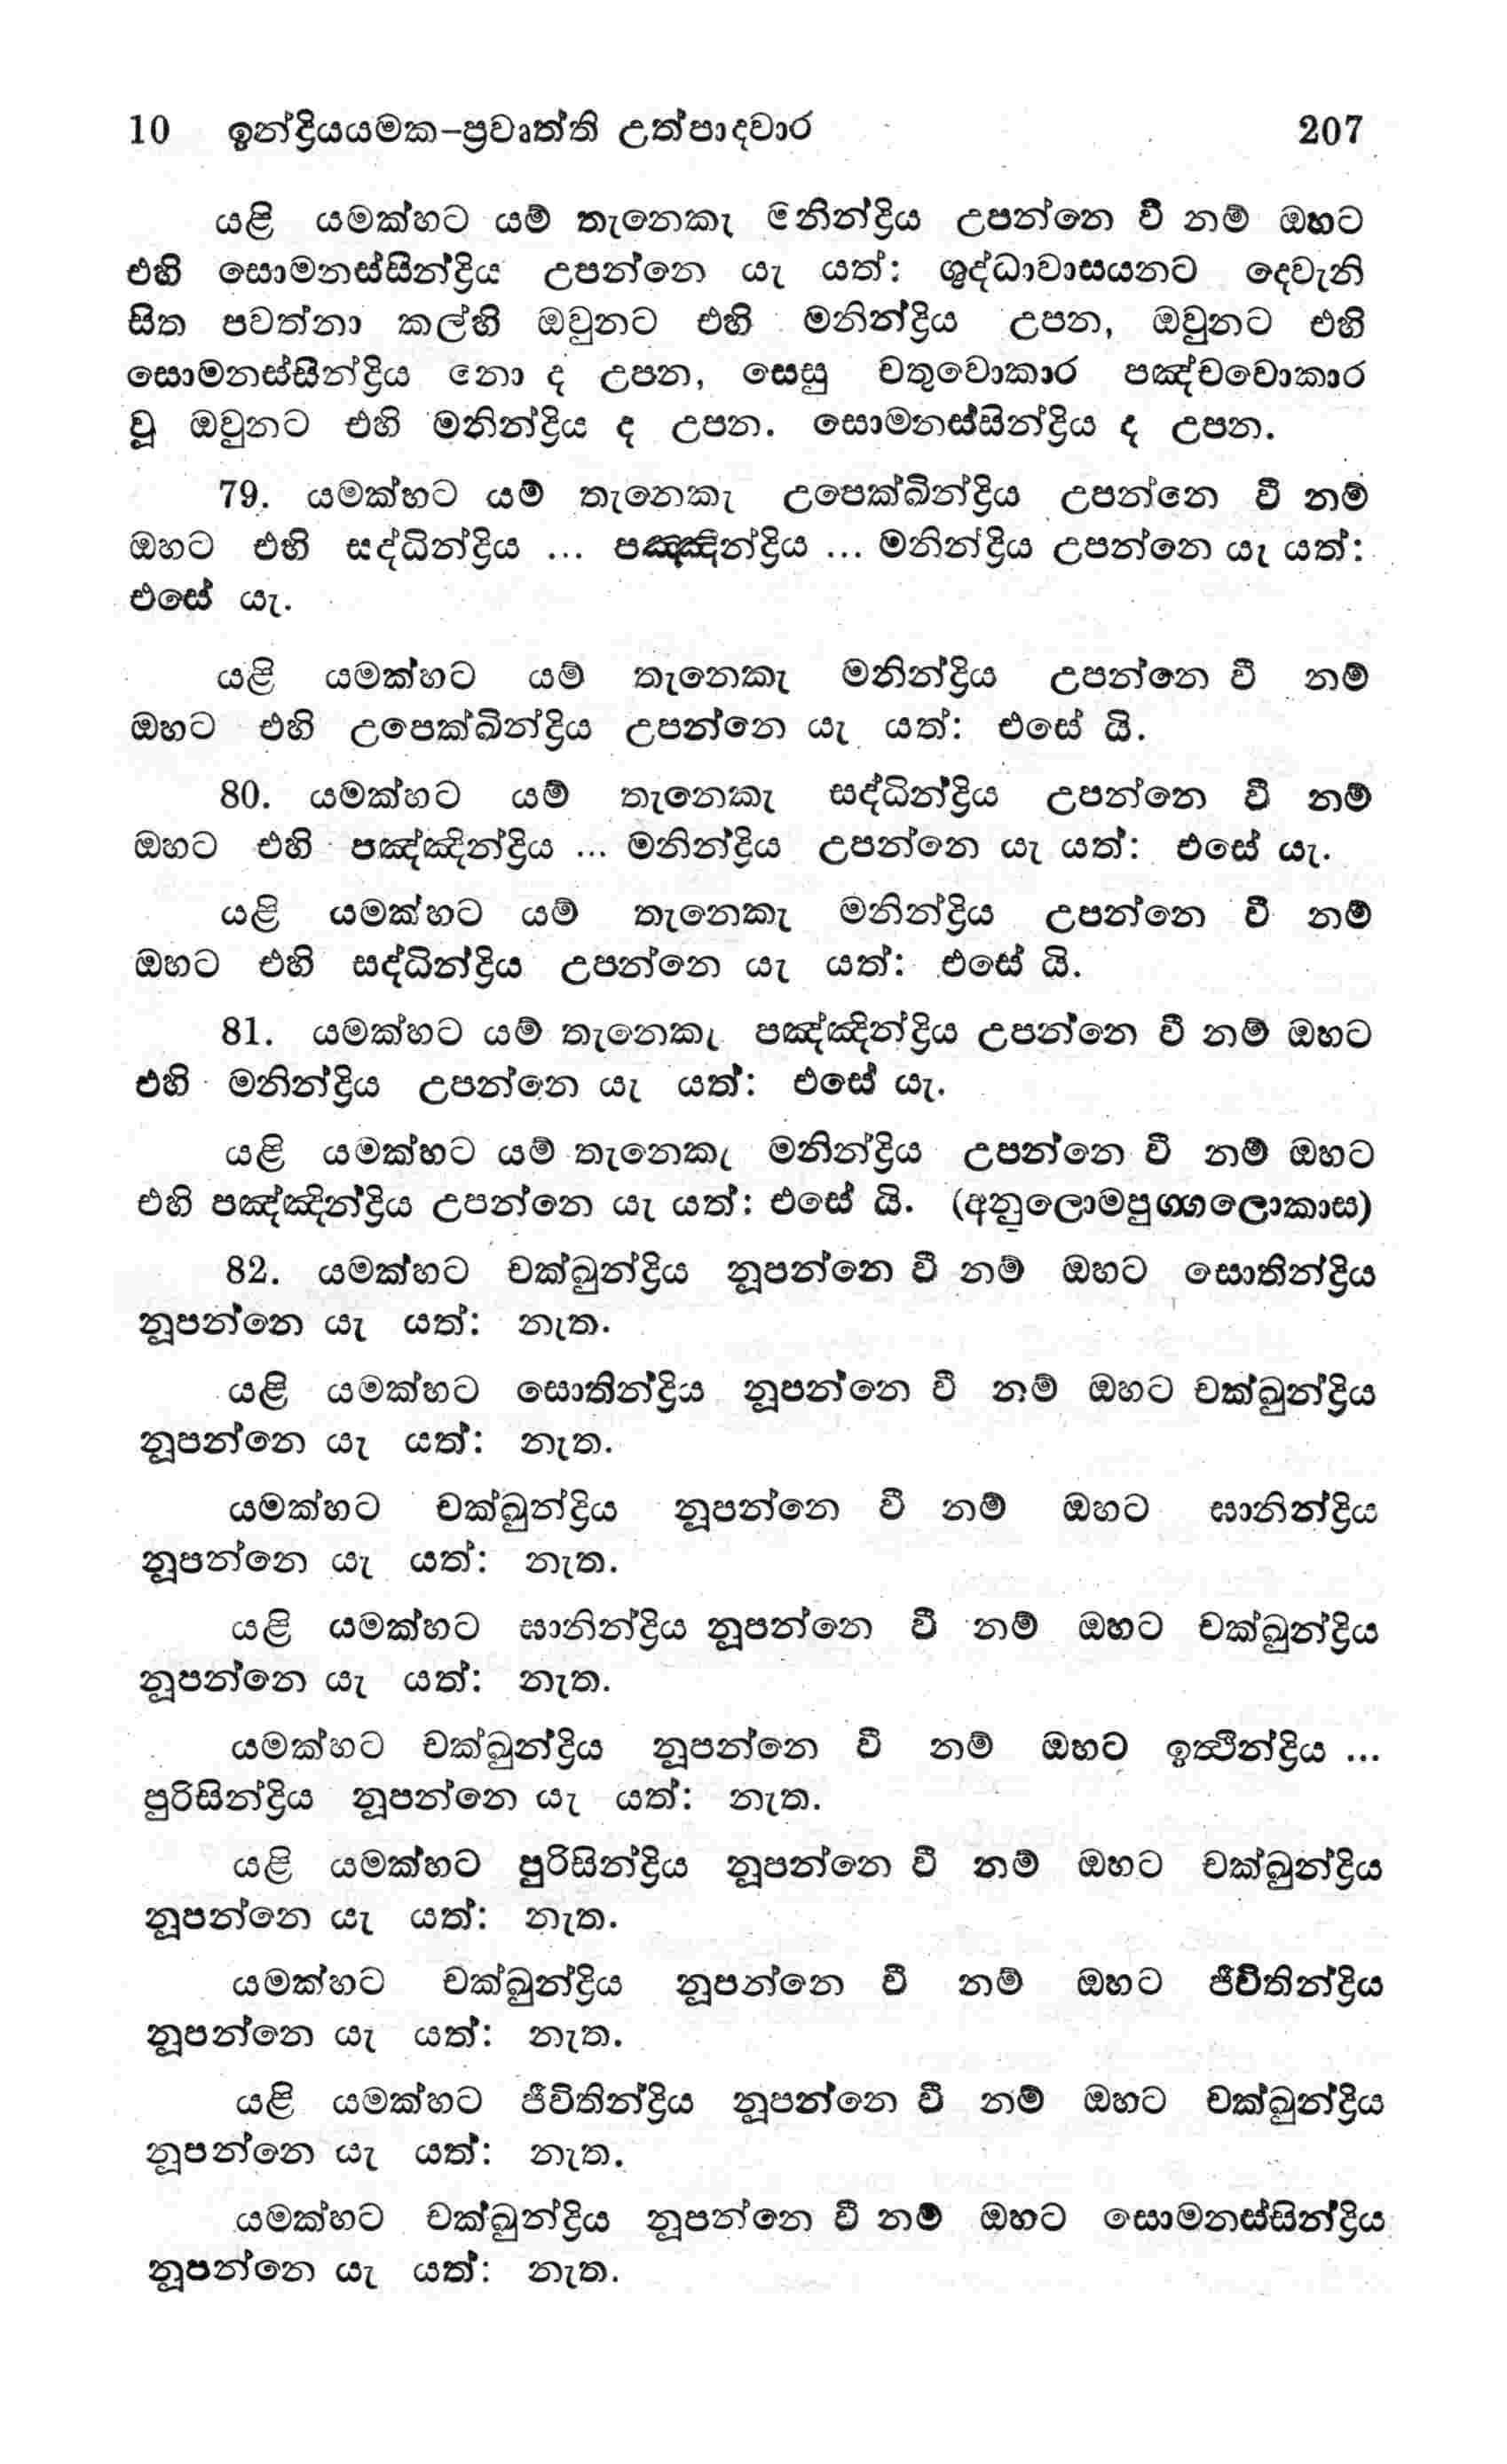 10 ඉන්ද්‍රියයමක-ප්‍රවෘත්ති උත්පාදවාර 207
යළි යමක්හට යම් තැනෙකැ මනින්ද්‍රිය උපන්නෙ වී නම් ඔහට
එහි සොමනස්සින්ද්‍රිය උපන්නෙ යැ යත්: ශුද්ධාවාසයනට දෙවැනි
සිත පවත්නා කල්හි ඔවුනට එහි මනින්ද්‍රිය උපන, ඔවුනට එහි
සොමනස්සින්ද්‍රිය නො ද උපන, සෙසු චතුවොකාර පඤ්චවොකාර
වූ ඔවුනට එහි මනින්ද්‍රිය ද උපන. සොමනස්සින්ද්‍රිය ද උපන.
79. යමක්හට යම් තැනෙකැ උපෙක්ඛින්ද්‍රිය උපන්නෙ වී නම්
ඔහට එහි සද්ධින්ද්‍රිය ... පඤ්ඤින්ද්‍රිය ... මනින්ද්‍රිය උපන්නෙ යැ යත්:
එසේ යැ.
යළි යමක්හට යම් තැනෙකැ මනින්ද්‍රිය උපන්නෙ වී නම්
ඔහට එහි උපෙක්ඛින්ද්‍රිය උපන්නෙ යැ යත්: එසේ යි.
80. යමක්හට යම් තැනෙකැ සද්ධින්ද්‍රිය උපන්නෙ වී නම්
ඔහට එහි පඤ්ඤින්ද්‍රිය ... මනින්ද්‍රිය උපන්නෙ යැ යත්: එසේ යැ.
යළි යමක්හට යම් තැනෙකැ මනින්ද්‍රිය උපන්නෙ වී නම්
ඔහට එහි සද්ධින්ද්‍රිය උපන්නෙ යැ යත්: එසේ යි.
81. යමක්හට යම් තැනෙකැ පඤ්ඤින්ද්‍රිය උපන්නෙ වී නම් ඔහට
එහි මනින්ද්‍රිය උපන්නෙ යැ යත්: එසේ යැ.
යළි යමක්හට යම් තැනෙකැ මනින්ද්‍රිය උපන්නෙ වී නම් ඔහට
එහි පඤ්ඤින්ද්‍රිය උපන්නෙ යැ යත්: එසේ යි. (අනුලොමපුග්ගලොකාස)
82. යමක්හට චක්ඛුන්ද්‍රිය නූපන්නෙ වී නම් ඔහට සොතින්ද්‍රිය
නූපන්නෙ යැ යත්: නැත.
යළි යමක්හට සොතින්ද්‍රිය නූපන්නෙ වී නම් ඔහට චක්ඛුන්ද්‍රිය
නූපන්නෙ යැ යත්: නැත.
යමක්හට චක්ඛුන්ද්‍රිය නූපන්නෙ වී නම් ඔහට ඝානින්ද්‍රිය
නූපන්නෙ යැ යත්: නැත.
යළි යමක්හට ඝානින්ද්‍රිය නූපන්නෙ වී නම් ඔහට චක්ඛුන්ද්‍රිය
නූපන්නෙ යැ යත්: නැත.
යමක්හට චක්ඛුන්ද්‍රිය නූපන්නෙ වී නම් ඔහට ඉත්ථින්ද්‍රිය ...
පුරිසින්ද්‍රිය නූපන්නෙ යැ යත්: නැත.
යළි යමක්හට පුරිසින්ද්‍රිය නූපන්නෙ වී නම් ඔහට චක්ඛුන්ද්‍රිය
නූපන්නෙ යැ යත්: නැත.
යමක්හට චක්ඛුන්ද්‍රිය නූපන්නෙ වී නම් ඔහට ජීවිතින්ද්‍රිය
නූපන්නෙ යැ යත්: නැත.
යළි යමක්හට ජීවිතින්ද්‍රිය නූපන්නෙ වී නම් ඔහට චක්ඛුන්ද්‍රිය
නූපන්නෙ යැ යත්: නැත.
යමක්හට චක්ඛුන්ද්‍රිය නූපන්නෙ වී නම් ඔහට සොමනස්සින්ද්‍රිය
නූපන්නෙ යැ යත්: නැත.